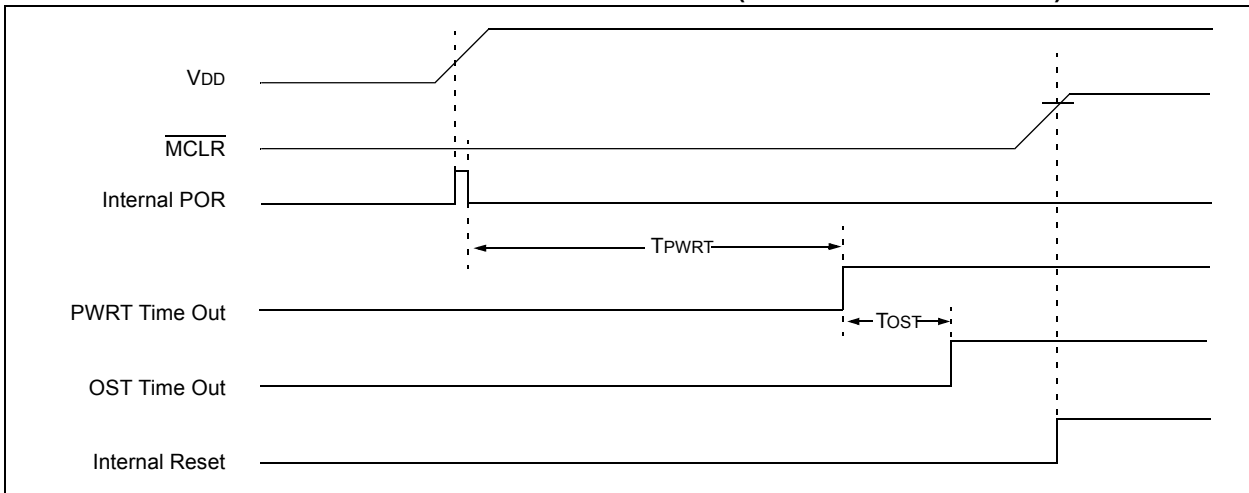 VDD
MCLR
Internal POR
TPWRT
PWRT Time Out
TOST
OST Time Out
Internal Reset